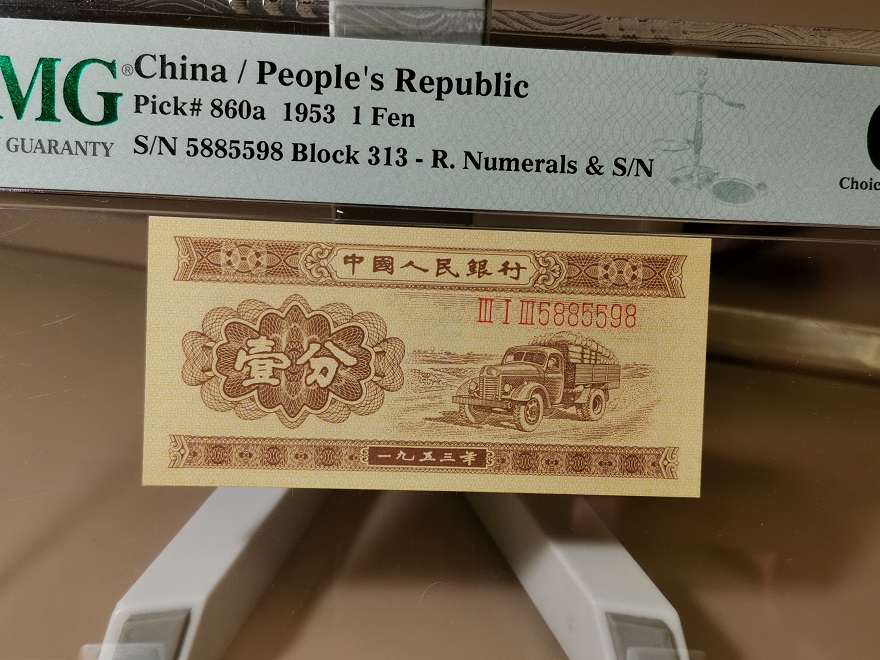 MG®
GUARANTY
China / People's Republic
Pick# 860a 1953 1 Fen
S/N 5885598 Block 313 - R. Numerals & S/N
Choic
中國人民銀行
III I III 5885598
壹分
一九五三年